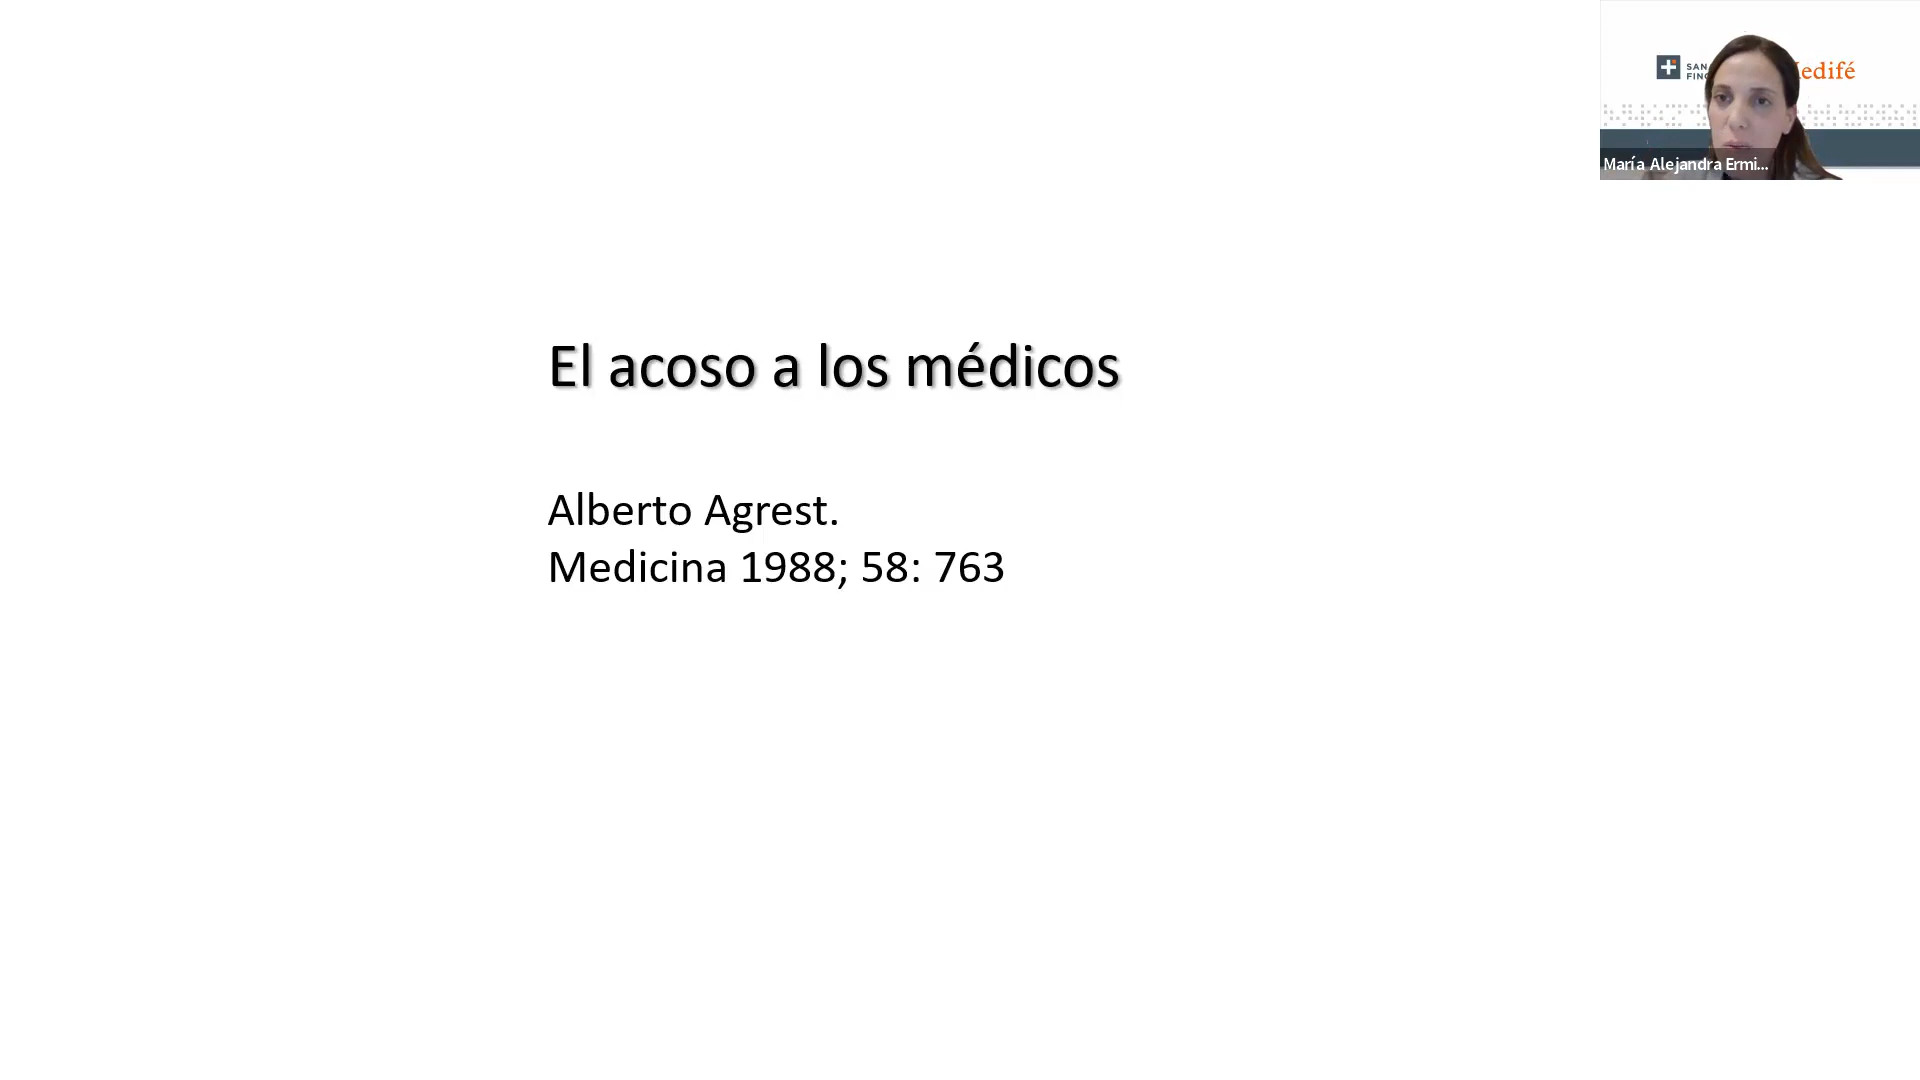 El acoso a los médicos
Alberto Agrest.
Medicina 1988; 58: 763
María Alejandra Ermi...